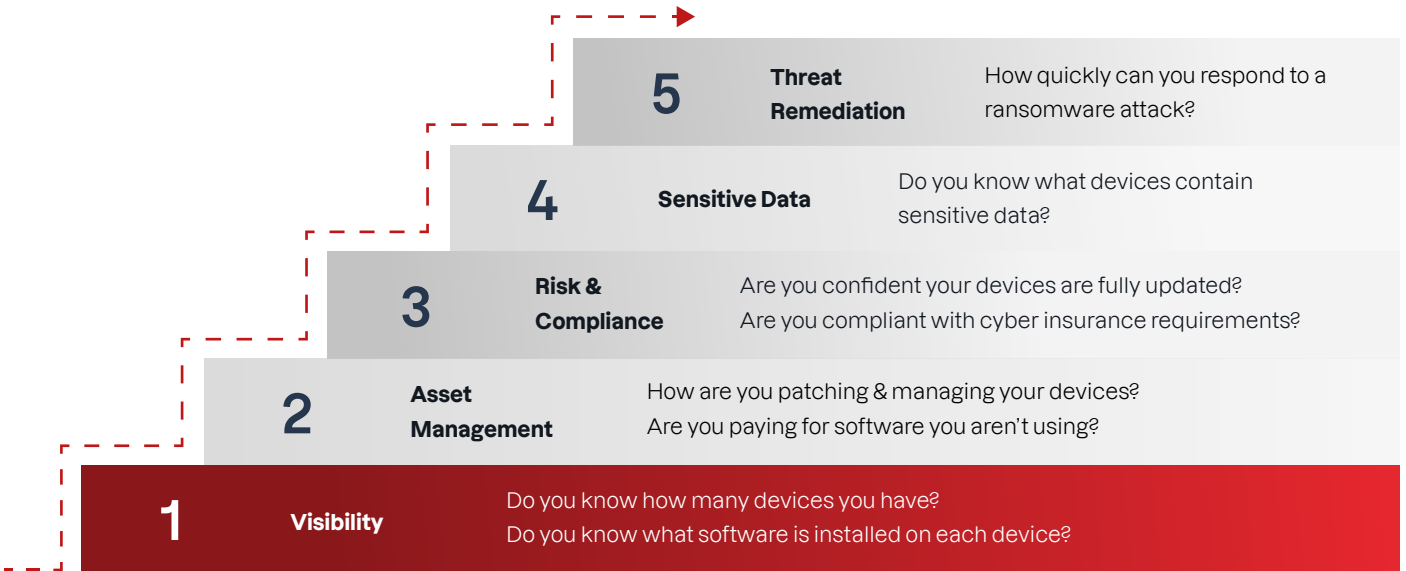 5
Threat
Remediation
How quickly can you respond to a
ransomware attack?
4
Sensitive Data
Do you know what devices contain
sensitive data?
3
Risk &
Compliance
Are you confident your devices are fully updated?
Are you compliant with cyber insurance requirements?
2
Asset
Management
How are you patching & managing your devices?
Are you paying for software you aren't using?
1
Visibility
Do you know how many devices you have?
Do you know what software is installed on each device?